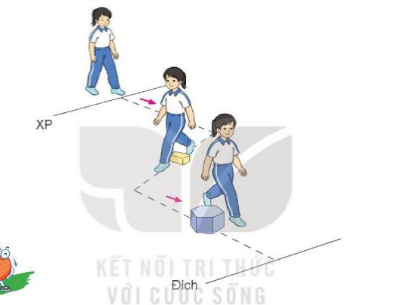 XP
KẾT NỐI TRI THỨC
Đích
VỚI CUỘC SỐNG